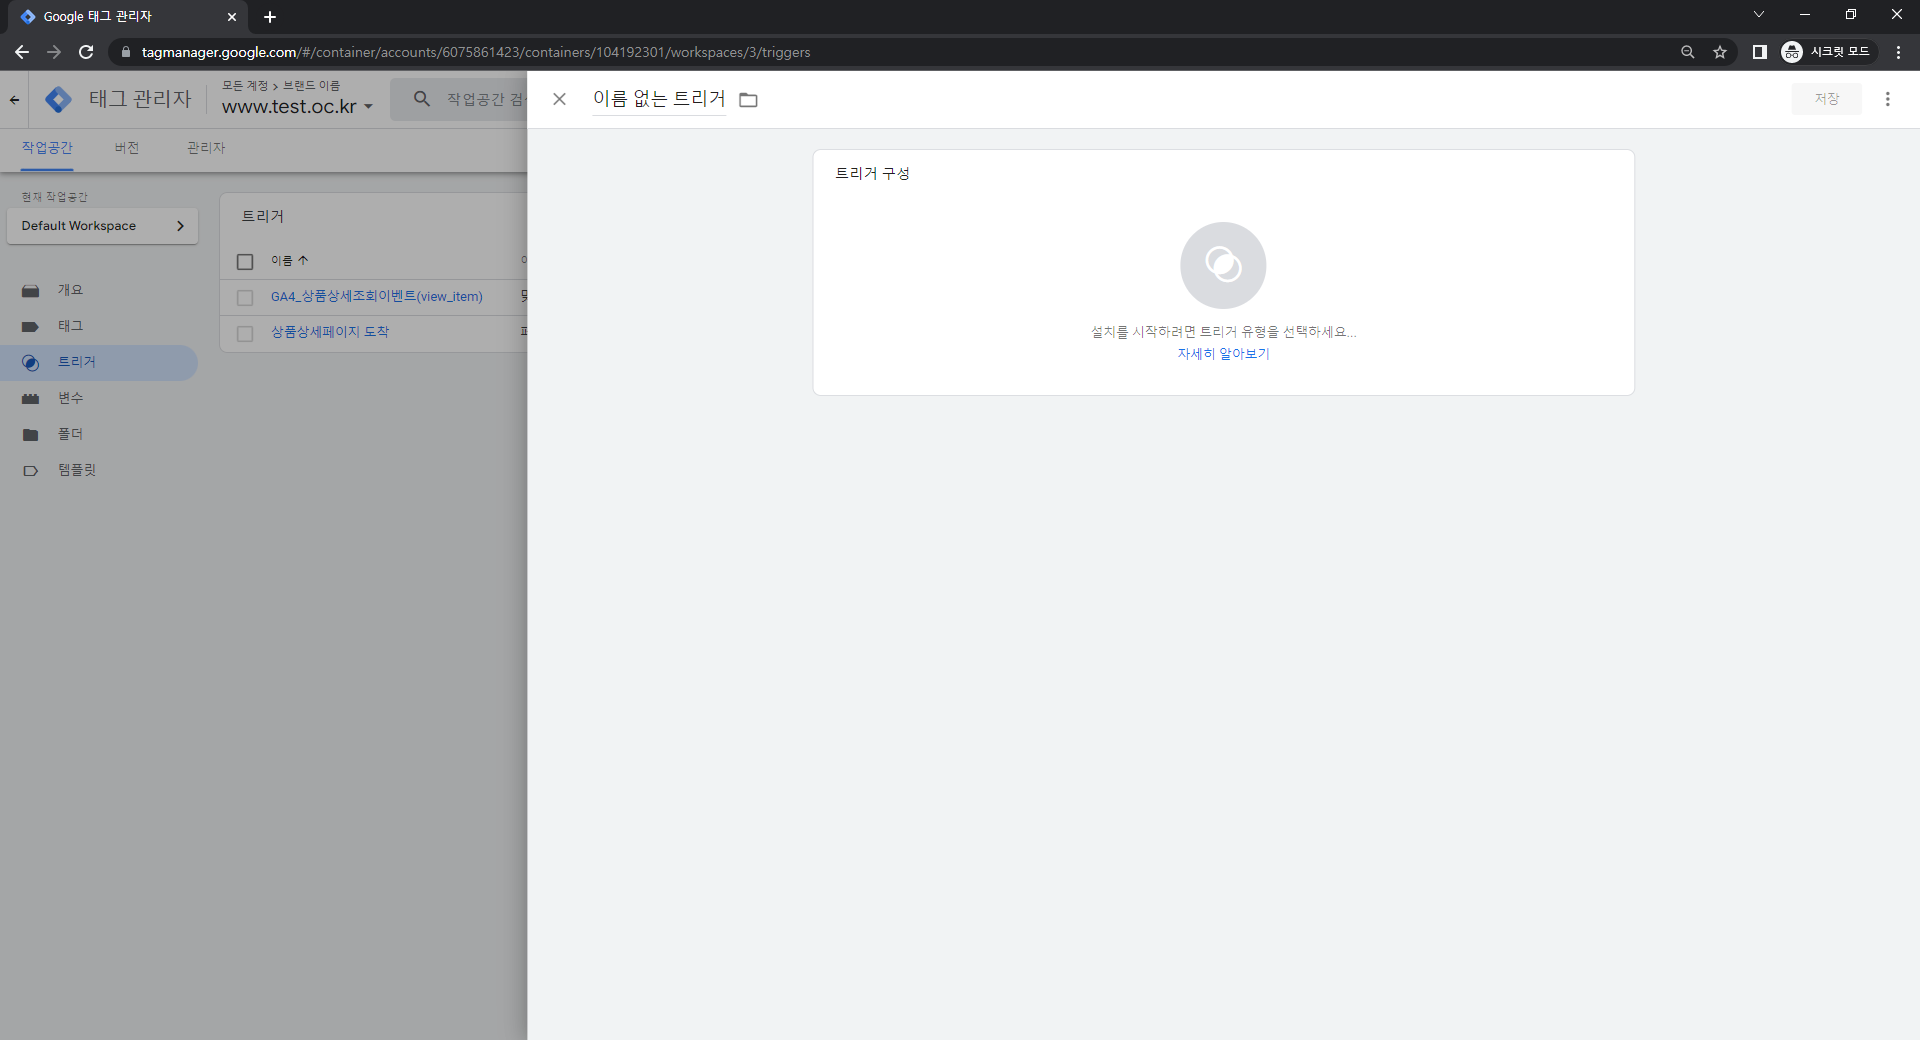 Google 태그 관리자
tagmanager.google.com/#/container/accounts/6075861423/containers/104192301/workspaces/3/triggers
시크릿 모드
태그 관리자
모든 계정 > 브랜드 이름
www.test.oc.kr
작업공간 검
이름 없는 트리거
저장
작업공간
버전
관리자
현재 작업공간
Default Workspace
개요
태그
트리거
변수
폴더
템플릿
트리거
이름
GA4_상품상세조회이벤트(view_item)
상품상세페이지 도착
트리거 구성
설치를 시작하려면 트리거 유형을 선택하세요...
자세히 알아보기